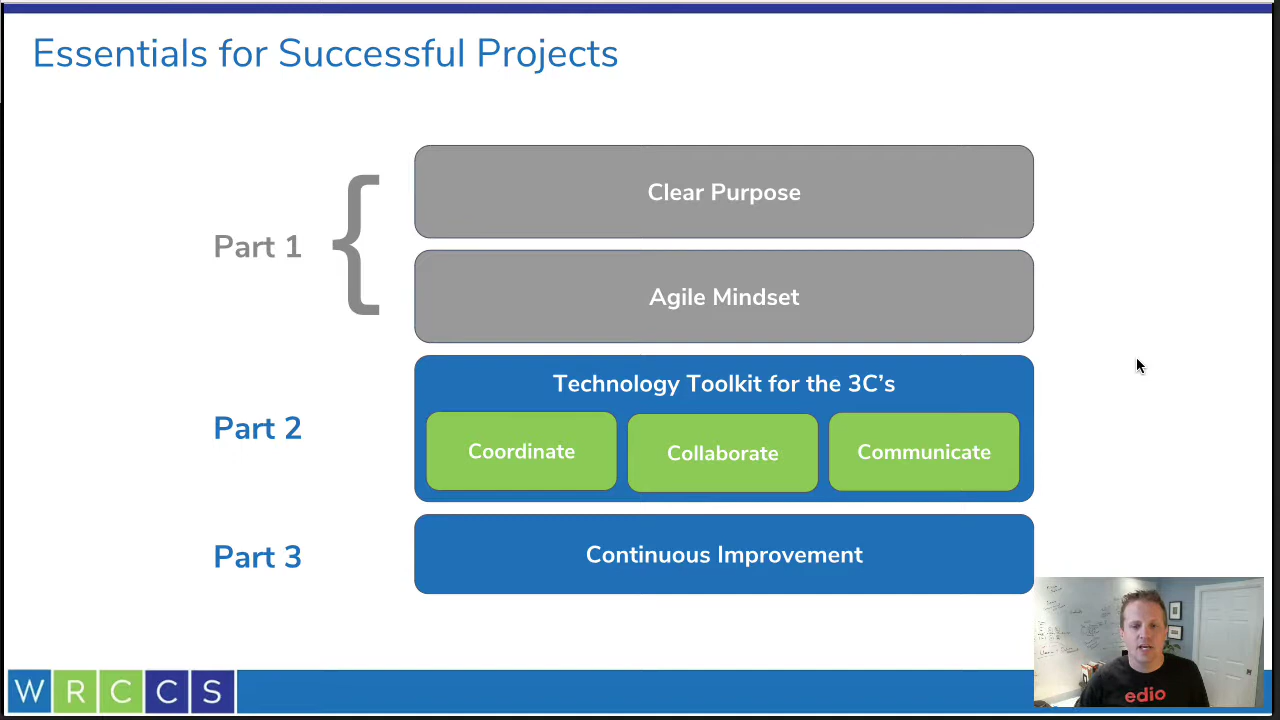 Essentials for Successful Projects
Clear Purpose
Part 1
Agile Mindset
Technology Toolkit for the 3C’s
Part 2
Coordinate
Collaborate
Communicate
Part 3
Continuous Improvement
WRCCS
edio